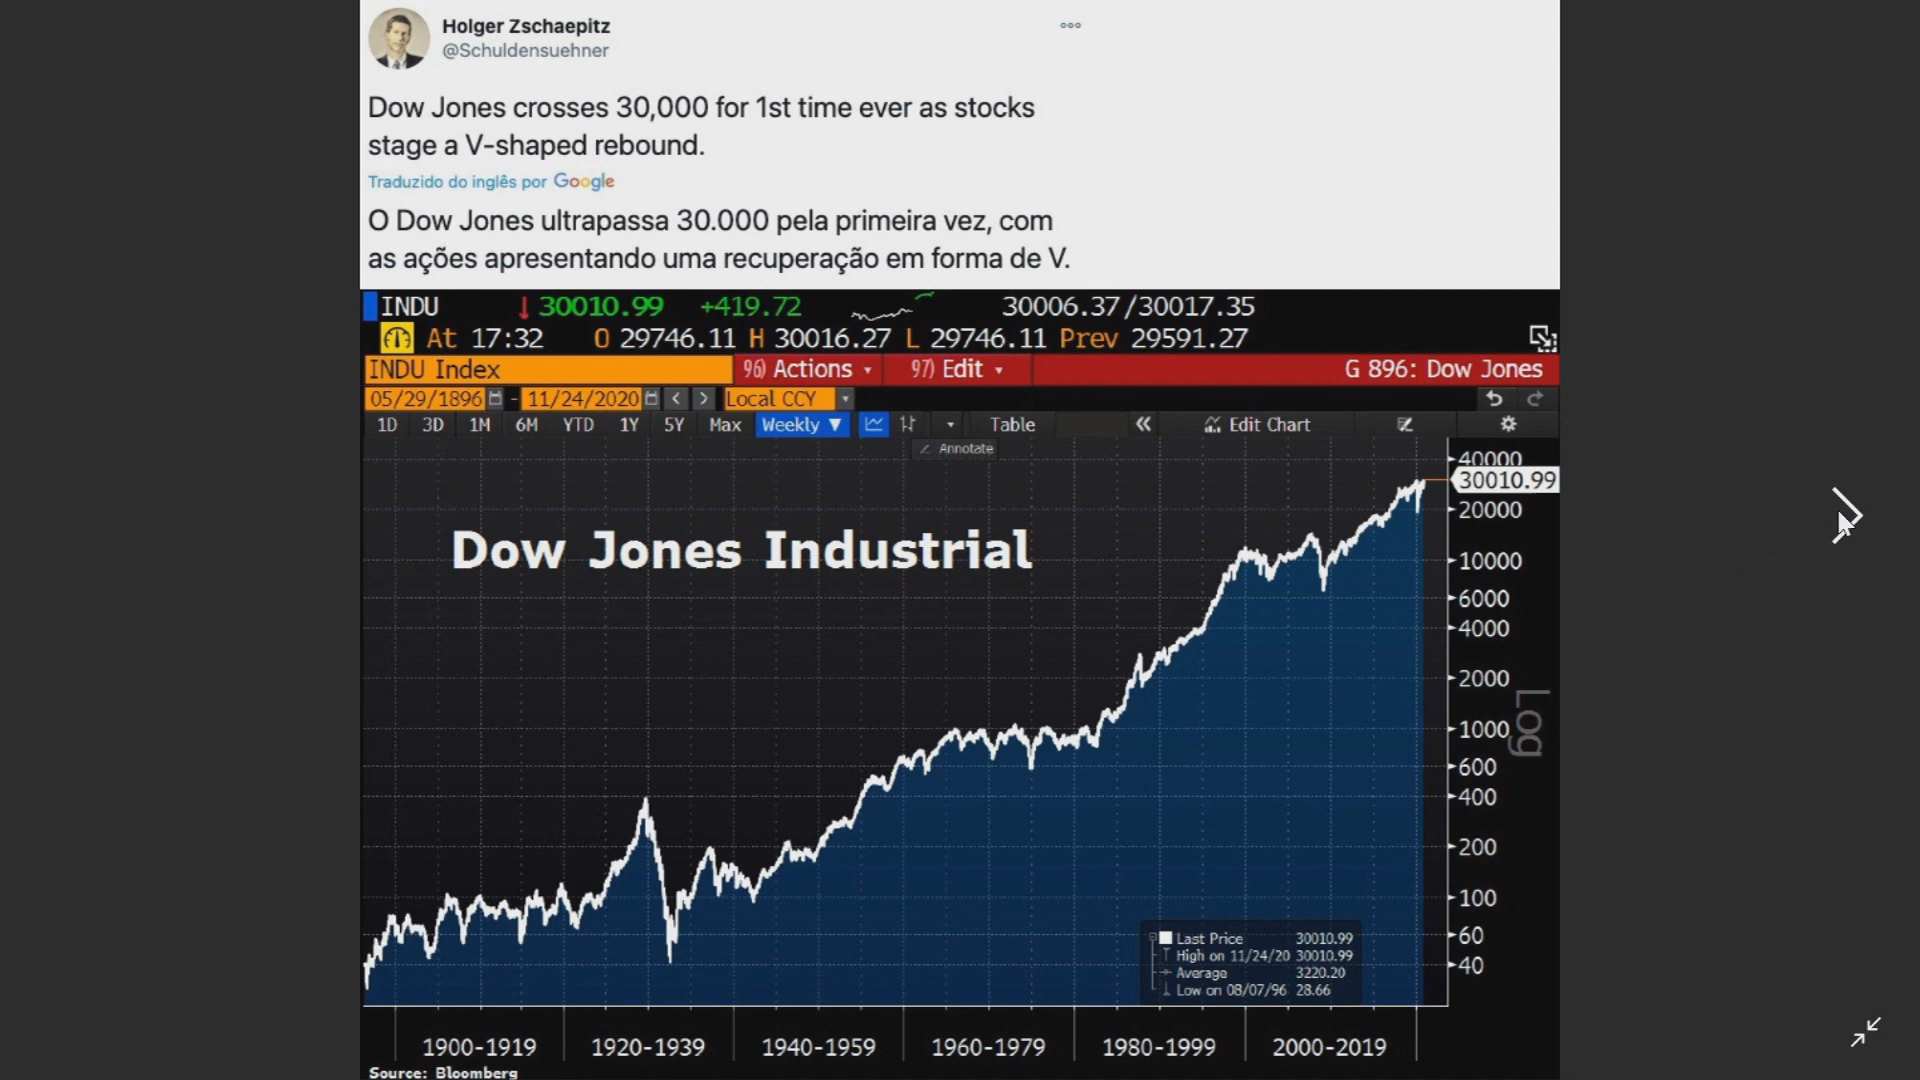 Holger Zschaepitz
@Schuldensuehner
Dow Jones crosses 30,000 for 1st time ever as stocks
stage a V-shaped rebound.
Traduzido do inglês por Google
O Dow Jones ultrapassa 30.000 pela primeira vez, com
as ações apresentando uma recuperação em forma de V.
INDU ↓30010.99 +419.72 30006.37/30017.35
At 17:32 O 29746.11 H 30016.27 L 29746.11 Prev 29591.27
INDU Index 96) Actions 97) Edit G 896: Dow Jones
05/29/1896 - 11/24/2020 < > Local CCY
1D 3D 1M 6M YTD 1Y 5Y Max Weekly ▼ Table « Edit Chart
Annotate
40000
30010.99
20000
Dow Jones Industrial
10000
6000
4000
2000
Log
1000
600
400
200
100
60
40
Last Price 30010.99
High on 11/24/20 30010.99
Average 3220.20
Low on 08/07/96 28.66
1900-1919 1920-1939 1940-1959 1960-1979 1980-1999 2000-2019
Source: Bloomberg